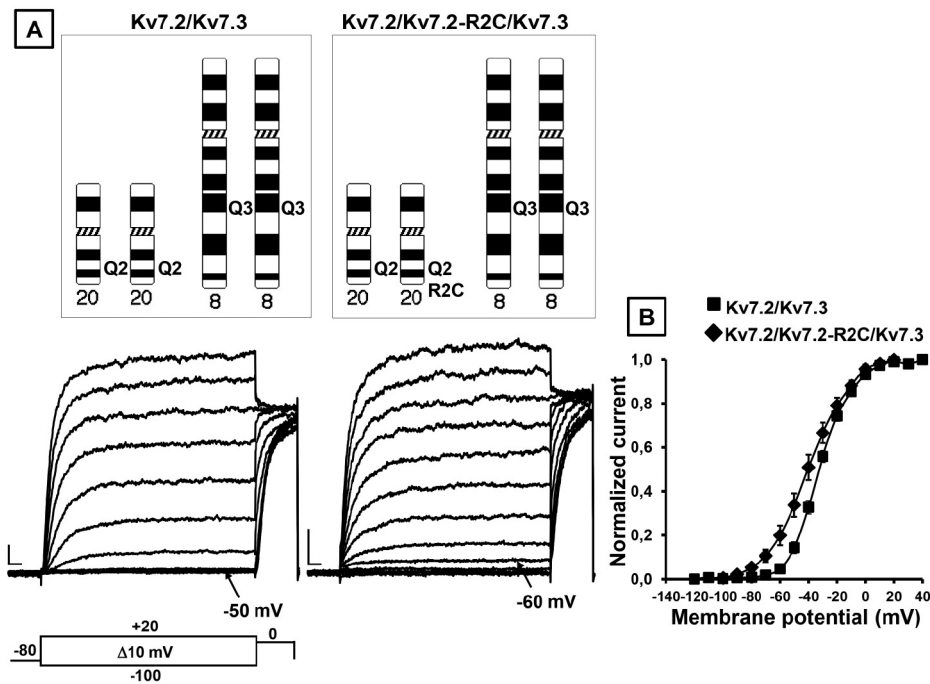 A
Kv7.2/Kv7.3
Kv7.2/Kv7.2-R2C/Kv7.3
Q3 Q3
Q2 Q2
20 20 8 8
Q3 Q3
Q2 Q2
R2C
20 20 8 8
-50 mV
-60 mV
+20
-80 Δ10 mV 0
-100
B
Kv7.2/Kv7.3
Kv7.2/Kv7.2-R2C/Kv7.3
Normalized current
1,0
0,8
0,6
0,4
0,2
0,0
-140 -120 -100 -80 -60 -40 -20 0 20 40
Membrane potential (mV)